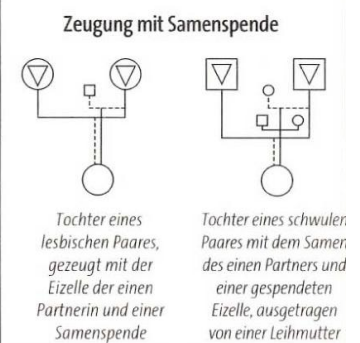 Zeugung mit Samenspende
Tochter eines
lesbischen Paares,
gezeugt mit der
Eizelle der einen
Partnerin und einer
Samenspende
Tochter eines schwulen
Paares mit dem Samen
des einen Partners und
einer gespendeten
Eizelle, ausgetragen
von einer Leihmutter